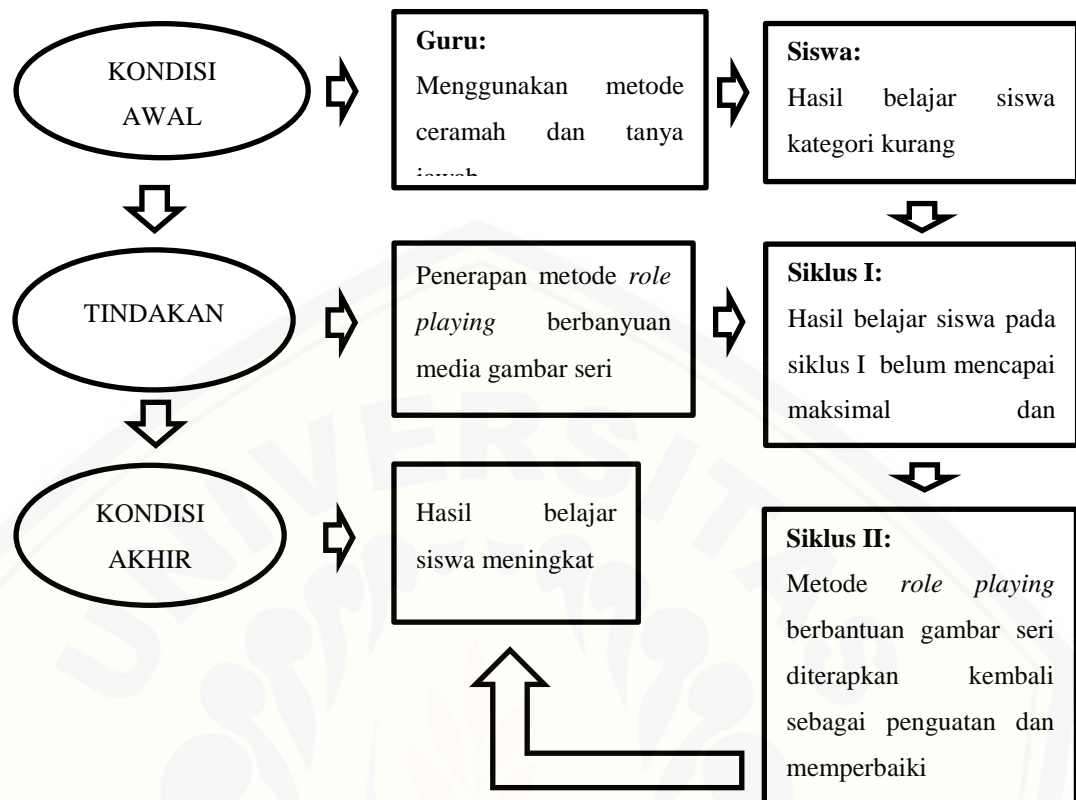 KONDISI
AWAL
Guru:
Menggunakan metode
ceramah dan tanya
Siswa:
Hasil belajar siswa
kategori kurang
TINDAKAN
Penerapan metode role
playing berbanyuan
media gambar seri
Siklus I:
Hasil belajar siswa pada
siklus I belum mencapai
maksimal dan
KONDISI
AKHIR
Hasil belajar
siswa meningkat
Siklus II:
Metode role playing
berbantuan gambar seri
diterapkan kembali
sebagai penguatan dan
memperbaiki
UNIVERSITAS